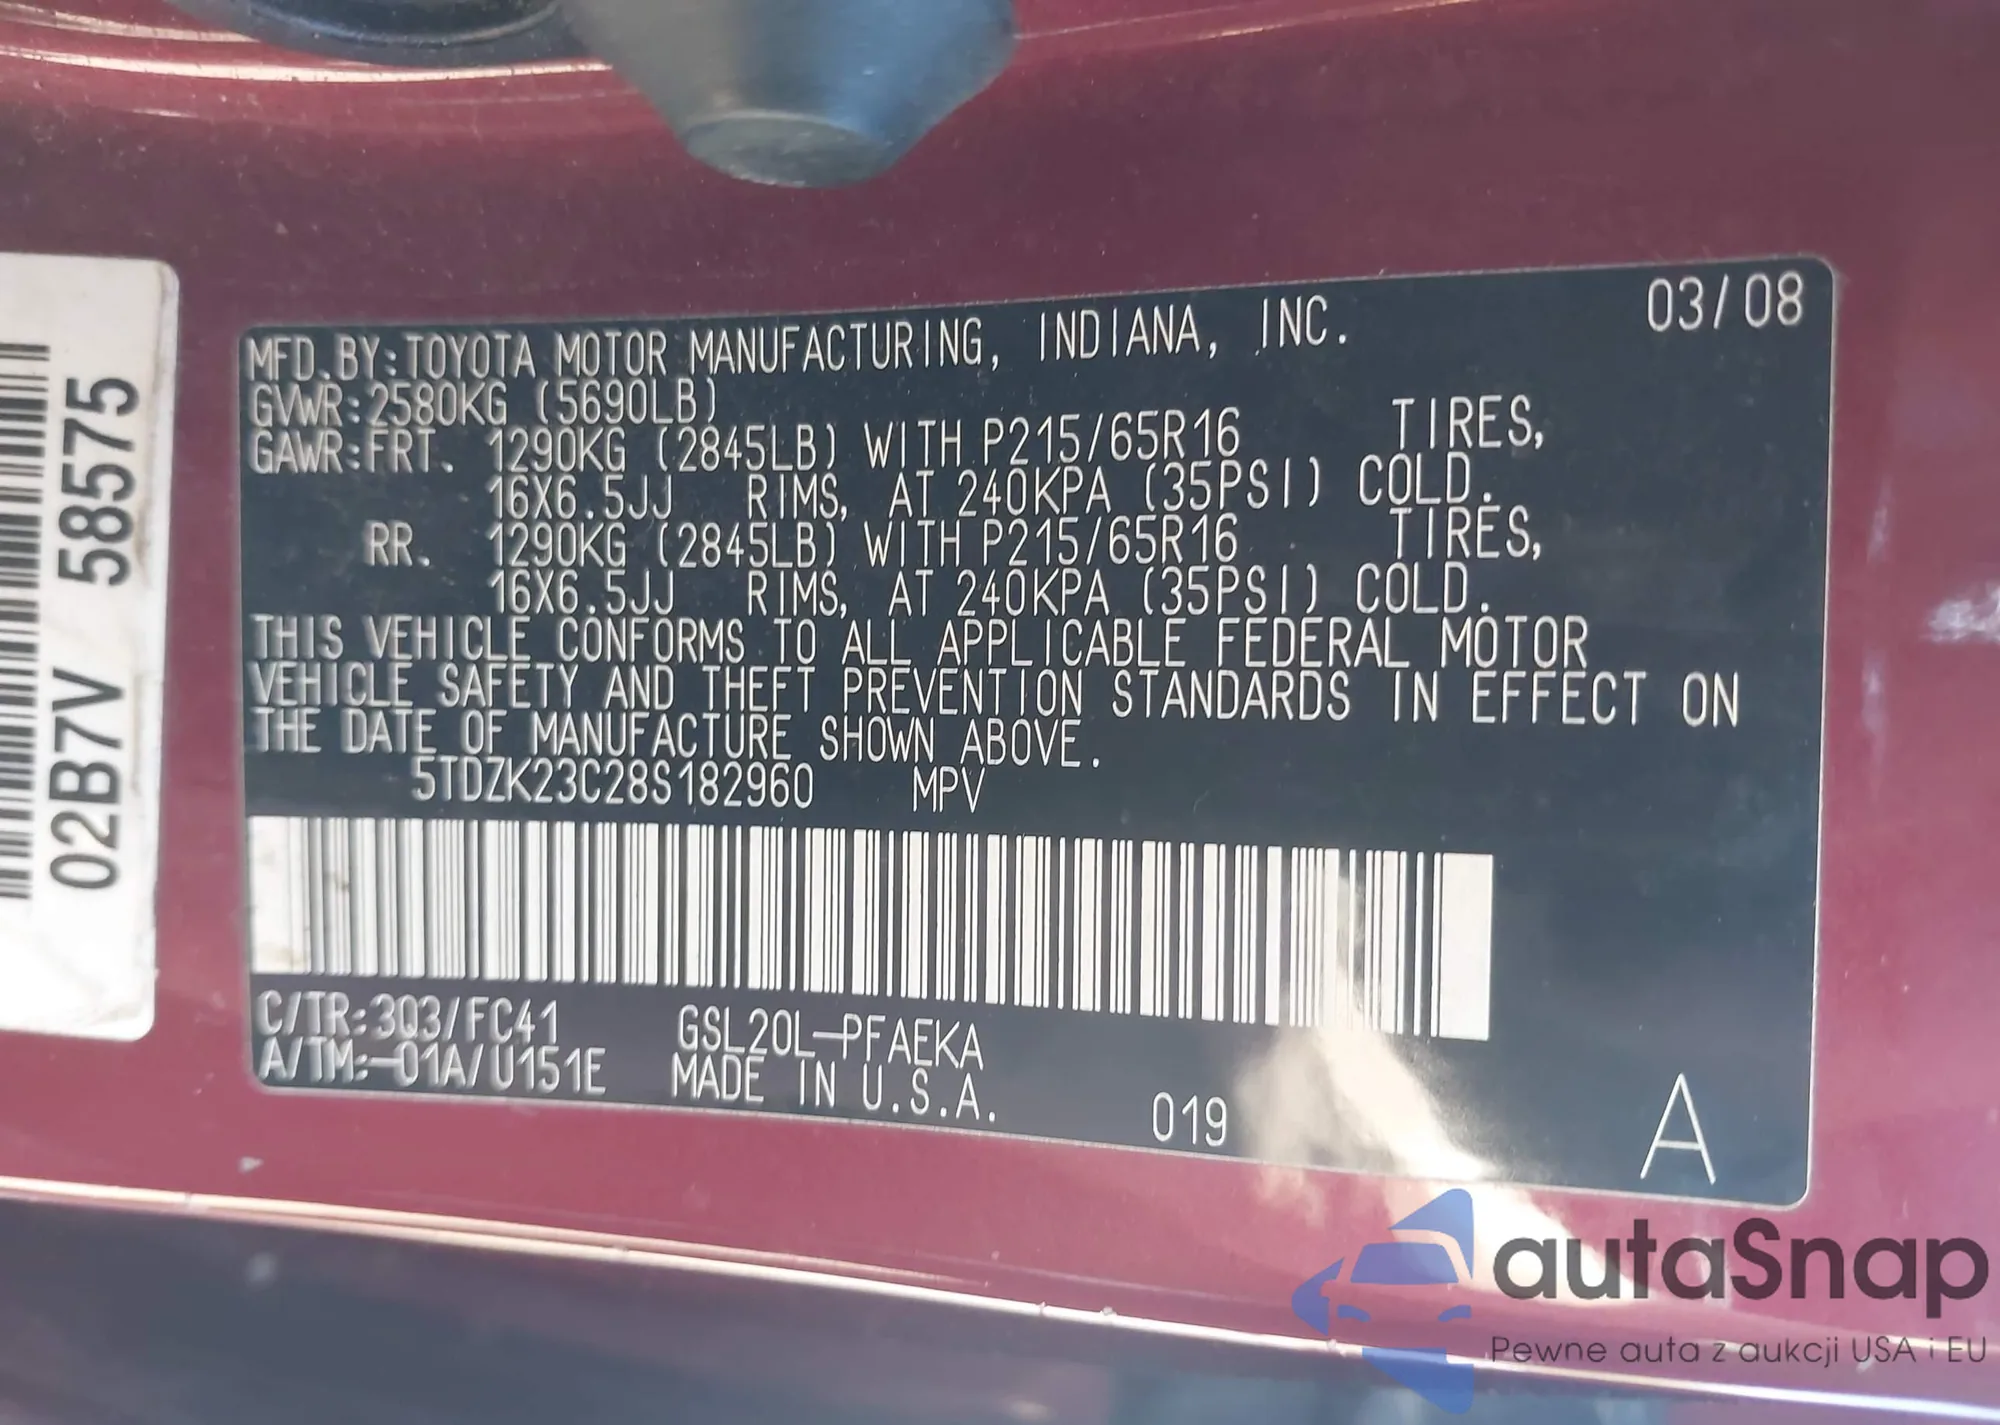 02B7V 58575
MFD.BY:TOYOTA MOTOR MANUFACTURING, INDIANA, INC. 03/08
GVWR:2580KG (5690LB)
GAWR:FRT. 1290KG (2845LB) WITH P215/65R16 TIRES,
16X6.5JJ RIMS, AT 240KPA (35PSI) COLD.
RR. 1290KG (2845LB) WITH P215/65R16 TIRES,
16X6.5JJ RIMS, AT 240KPA (35PSI) COLD.
THIS VEHICLE CONFORMS TO ALL APPLICABLE FEDERAL MOTOR
VEHICLE SAFETY AND THEFT PREVENTION STANDARDS IN EFFECT ON
THE DATE OF MANUFACTURE SHOWN ABOVE.
5TDZK23C28S182960 MPV
C/TR:3Q3/FC41 GSL20L-PFAEKA
A/TM:-01A/U151E MADE IN U.S.A.
019 A
autaSnap
Pewne auta z aukcji USA i EU